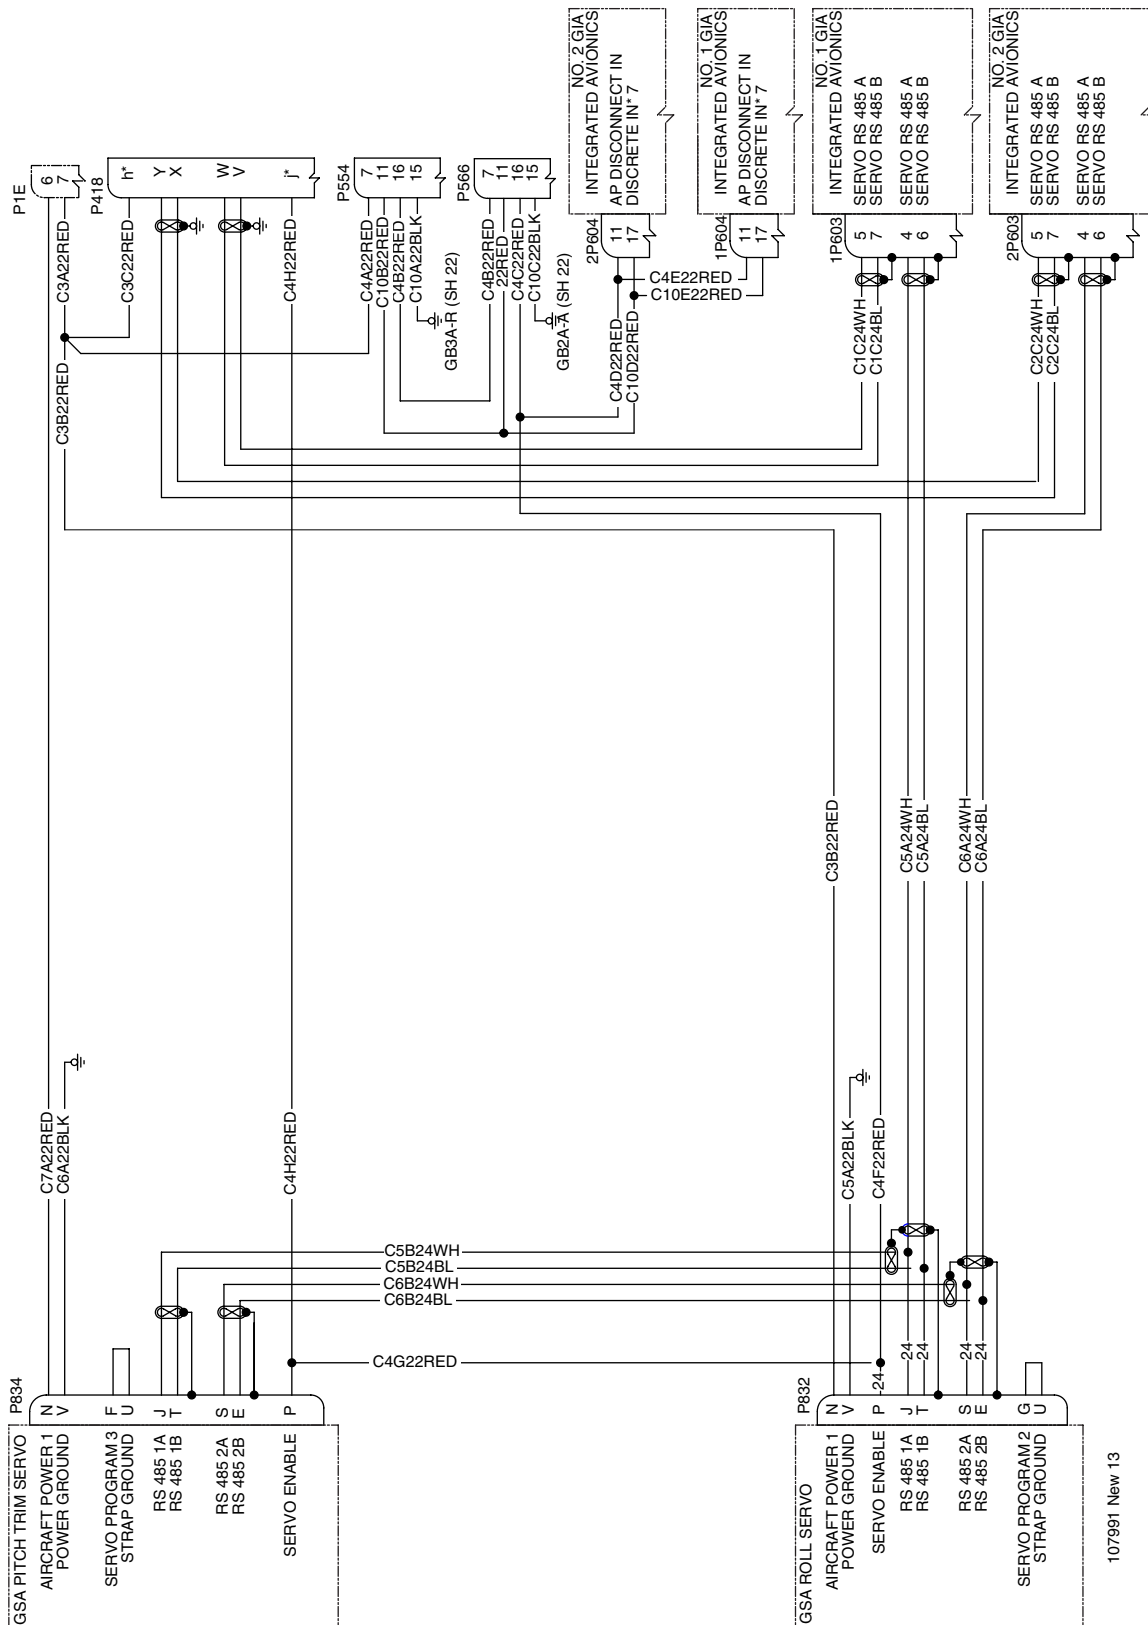 GSA PITCH TRIM SERVO
P834
AIRCRAFT POWER 1
N
C7A22RED
6
P1E
POWER GROUND
V
C6A22BLK
C3B22RED
C3A22RED
7
P418
C3C22RED
h*
SERVO PROGRAM 3
F
STRAP GROUND
U
RS 485 1A
J
Y
RS 485 1B
T
X
RS 485 2A
S
W
RS 485 2B
E
V
SERVO ENABLE
P
C4H22RED
C4H22RED
j*
C5B24WH
C5B24BL
C6B24WH
C6B24BL
C4G22RED
P554
C4A22RED
7
C10B22RED
11
C4B22RED
16
C10A22BLK
15
GB3A-R (SH 22)
P566
C4B22RED
7
22RED
11
C4C22RED
16
C10C22BLK
15
GB2A-A (SH 22)
NO. 2 GIA
INTEGRATED AVIONICS
2P604
C4D22RED
11
AP DISCONNECT IN
C10D22RED
17
DISCRETE IN* 7
C4E22RED
C10E22RED
NO. 1 GIA
INTEGRATED AVIONICS
1P604
11
AP DISCONNECT IN
17
DISCRETE IN* 7
NO. 1 GIA
INTEGRATED AVIONICS
1P603
C1C24WH
5
SERVO RS 485 A
C1C24BL
7
SERVO RS 485 B
4
SERVO RS 485 A
6
SERVO RS 485 B
NO. 2 GIA
INTEGRATED AVIONICS
2P603
C2C24WH
5
SERVO RS 485 A
C2C24BL
7
SERVO RS 485 B
4
SERVO RS 485 A
6
SERVO RS 485 B
GSA ROLL SERVO
P832
AIRCRAFT POWER 1
N
C3B22RED
POWER GROUND
V
C5A22BLK
SERVO ENABLE
P
24
C4F22RED
RS 485 1A
J
24
C5A24WH
RS 485 1B
T
24
C5A24BL
RS 485 2A
S
24
C6A24WH
RS 485 2B
E
24
C6A24BL
SERVO PROGRAM 2
G
STRAP GROUND
U
107991 New 13